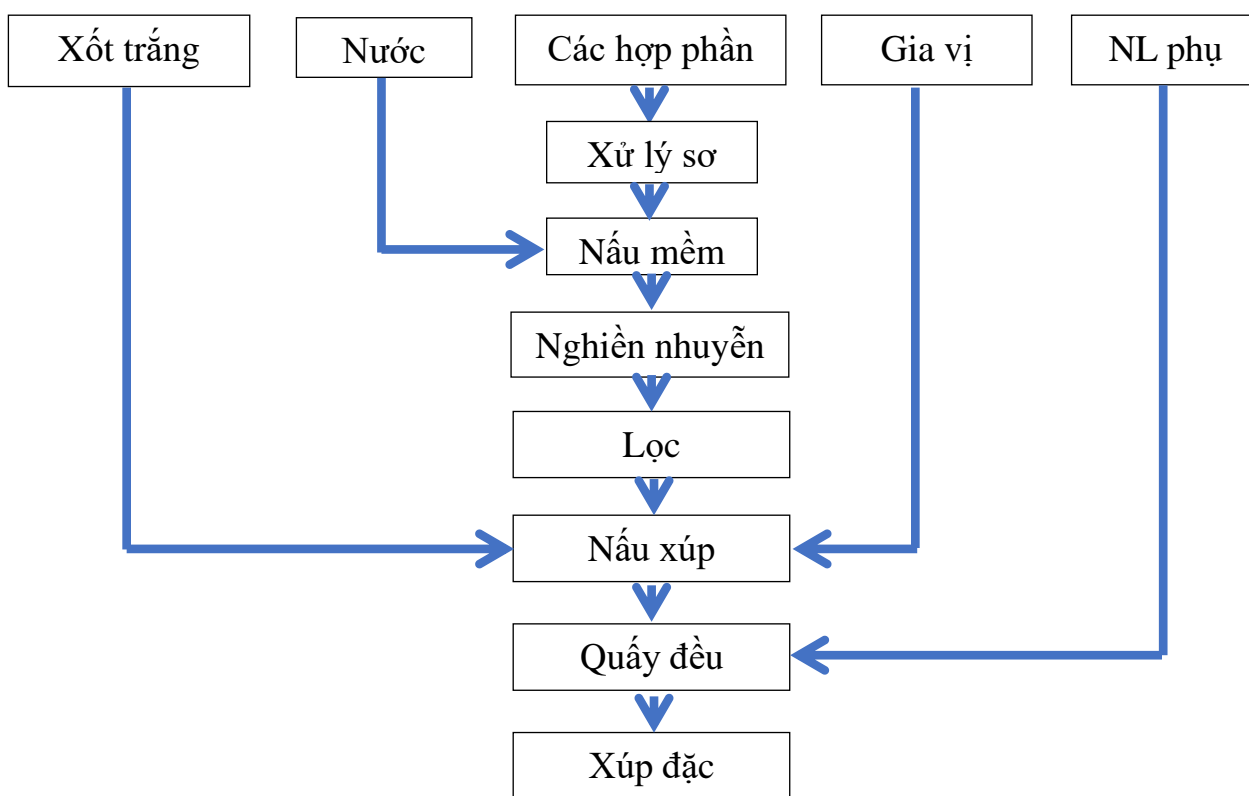 Xốt trắng
Nước
Các hợp phần
Gia vị
NL phụ
Xử lý sơ
Nấu mềm
Nghiền nhuyễn
Lọc
Nấu xúp
Quấy đều
Xúp đặc